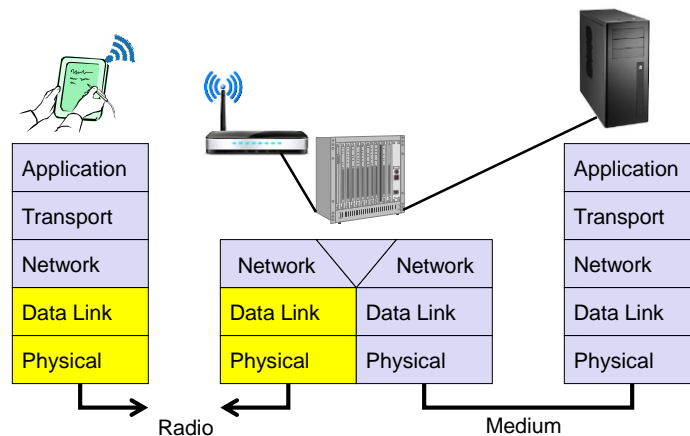 Application
Transport
Network
Data Link
Physical
Network Network
Data Link Data Link
Physical Physical
Application
Transport
Network
Data Link
Physical
Radio
Medium